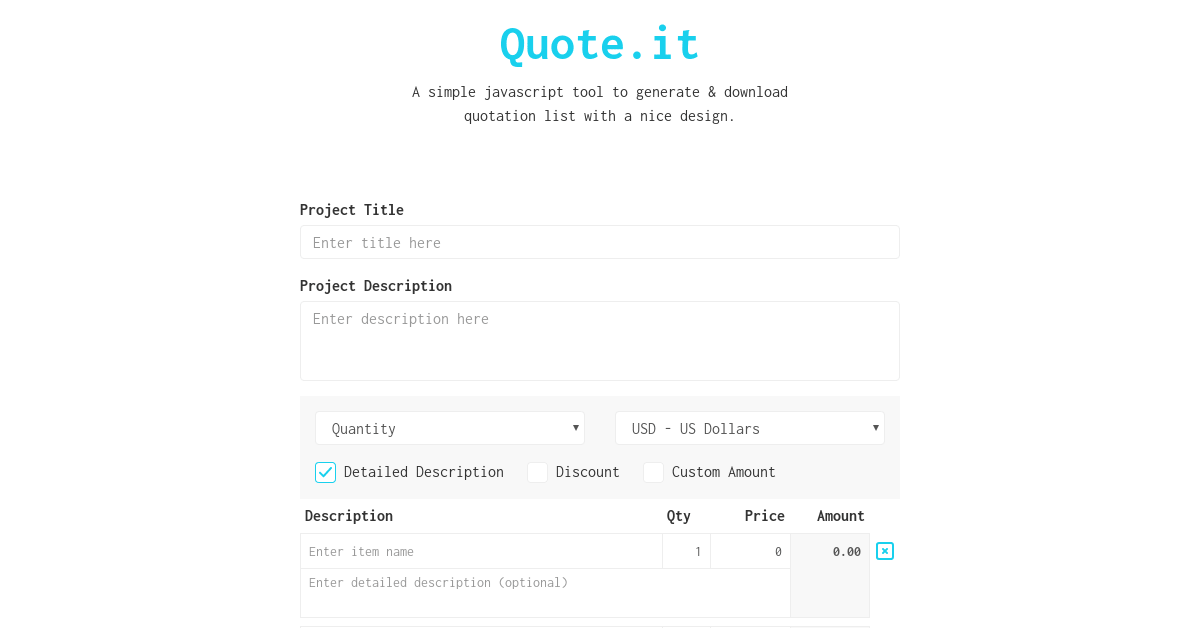 Quote.it
A simple javascript tool to generate & download
quotation list with a nice design.
Project Title
Enter title here
Project Description
Enter description here
Quantity USD - US Dollars
Detailed Description Discount Custom Amount
Description Qty Price Amount
Enter item name 1 0 0.00
Enter detailed description (optional)